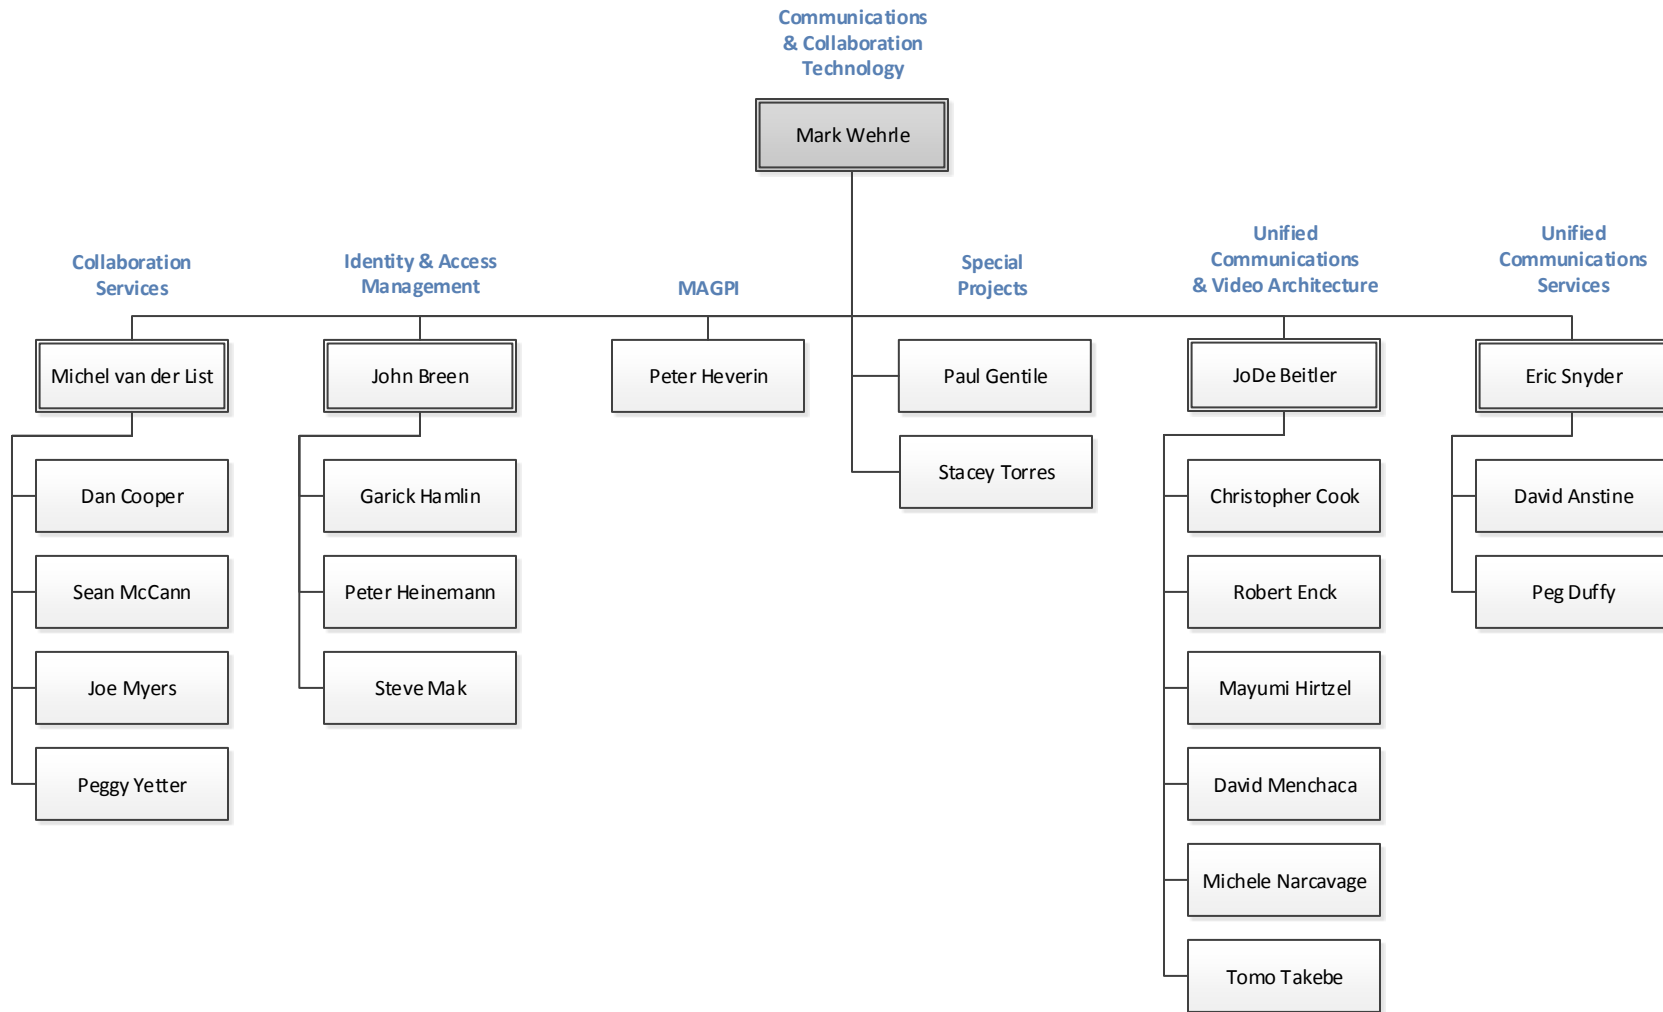 Communications
& Collaboration
Technology
Mark Wehrle
Collaboration
Services
Michel van der List
Dan Cooper
Sean McCann
Joe Myers
Peggy Yetter
Identity & Access
Management
John Breen
Garick Hamlin
Peter Heinemann
Steve Mak
MAGPI
Peter Heverin
Special
Projects
Paul Gentile
Stacey Torres
Unified
Communications
& Video Architecture
JoDe Beitler
Christopher Cook
Robert Enck
Mayumi Hirtzel
David Menchaca
Michele Narcavage
Tomo Takebe
Unified
Communications
Services
Eric Snyder
David Anstine
Peg Duffy